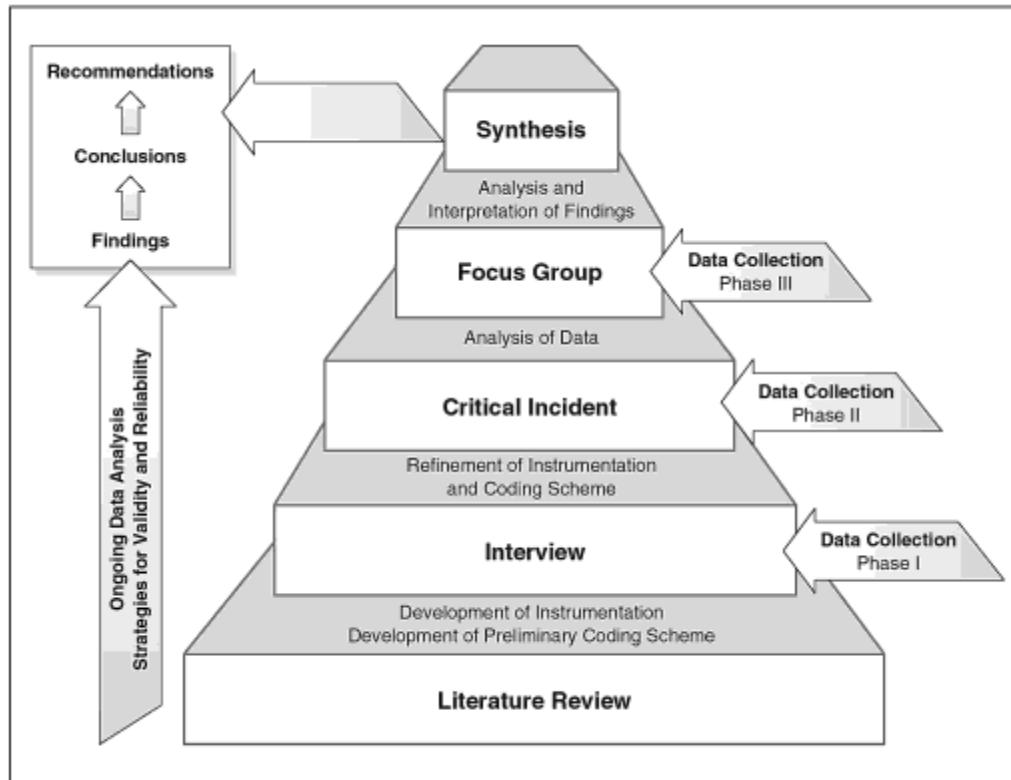 Recommendations
Conclusions
Findings
Ongoing Data Analysis
Strategies for Validity and Reliability
Synthesis
Analysis and
Interpretation of Findings
Focus Group
Data Collection
Phase III
Analysis of Data
Critical Incident
Data Collection
Phase II
Refinement of Instrumentation
and Coding Scheme
Interview
Data Collection
Phase I
Development of Instrumentation
Development of Preliminary Coding Scheme
Literature Review